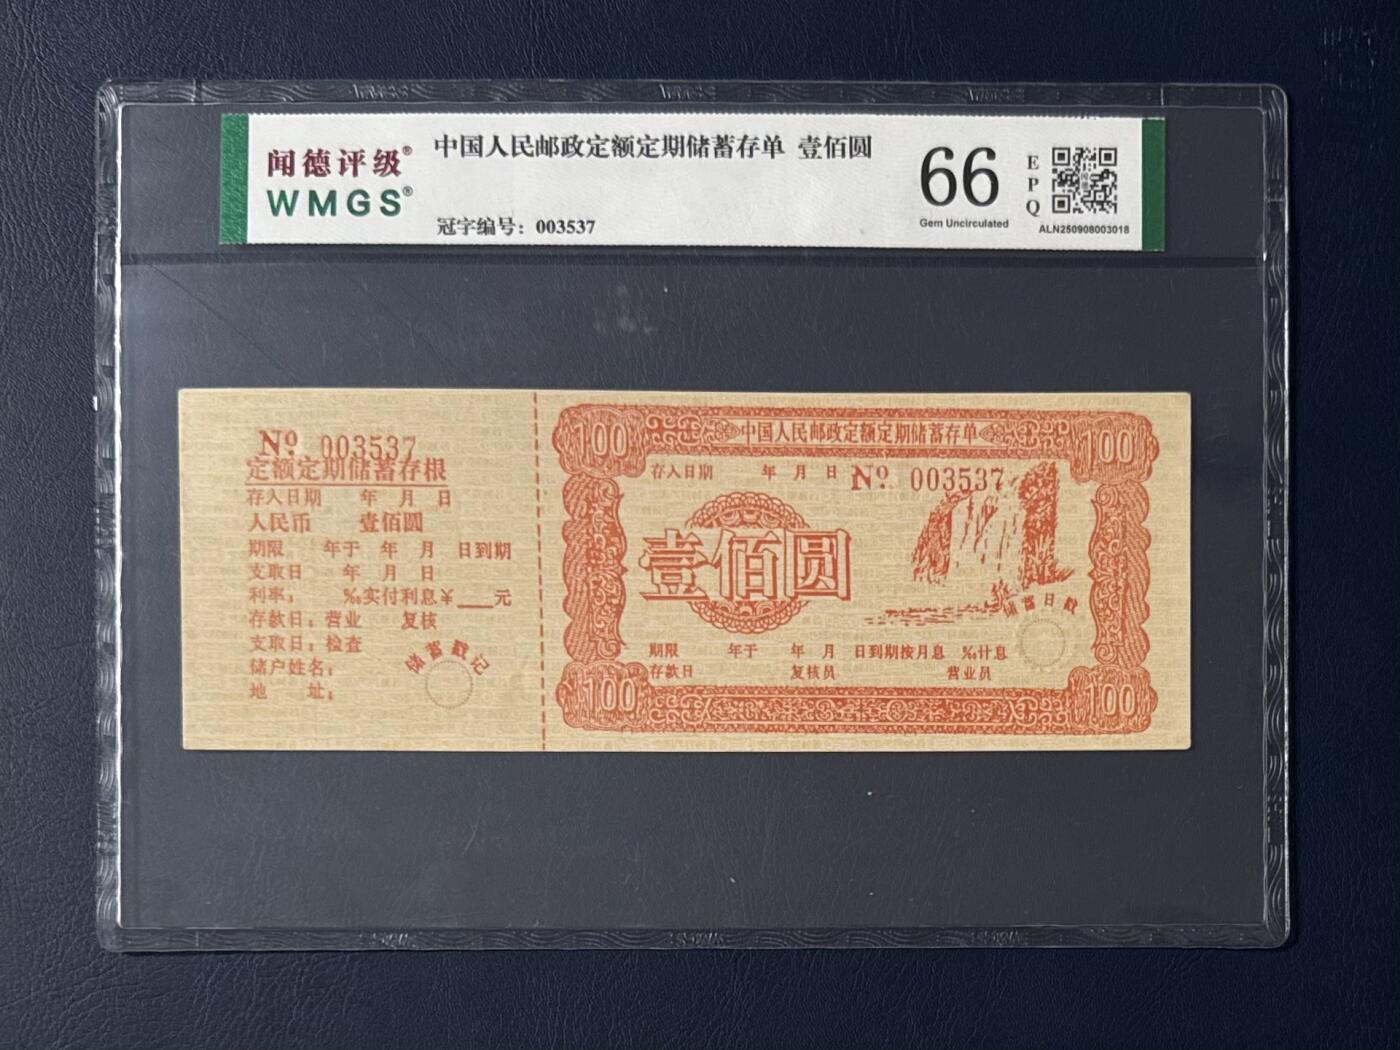 WMGS WMGS WMGS
闻德评级®
WMGS®
中国人民邮政定额定期储蓄存单 壹佰圆
冠字编号：003537
66
Gem Uncirculated
EPQ
ALN250908003018
№ 003537
定额定期储蓄存根
存入日期 年 月 日
人民币 壹佰圆
期限 年于 年 月 日到期
支取日 年 月 日
利率： ‰实付利息¥___元
存款日：营业 复核
支取日：检查
储户姓名：
地 址：
储蓄戳记
100 中国人民邮政定额定期储蓄存单 100
存入日期 年 月 日 № 003537
壹佰圆
储蓄日戳
期限 年于 年 月 日到期按月息 ‰计息
存款日 复核员 营业员
100 100